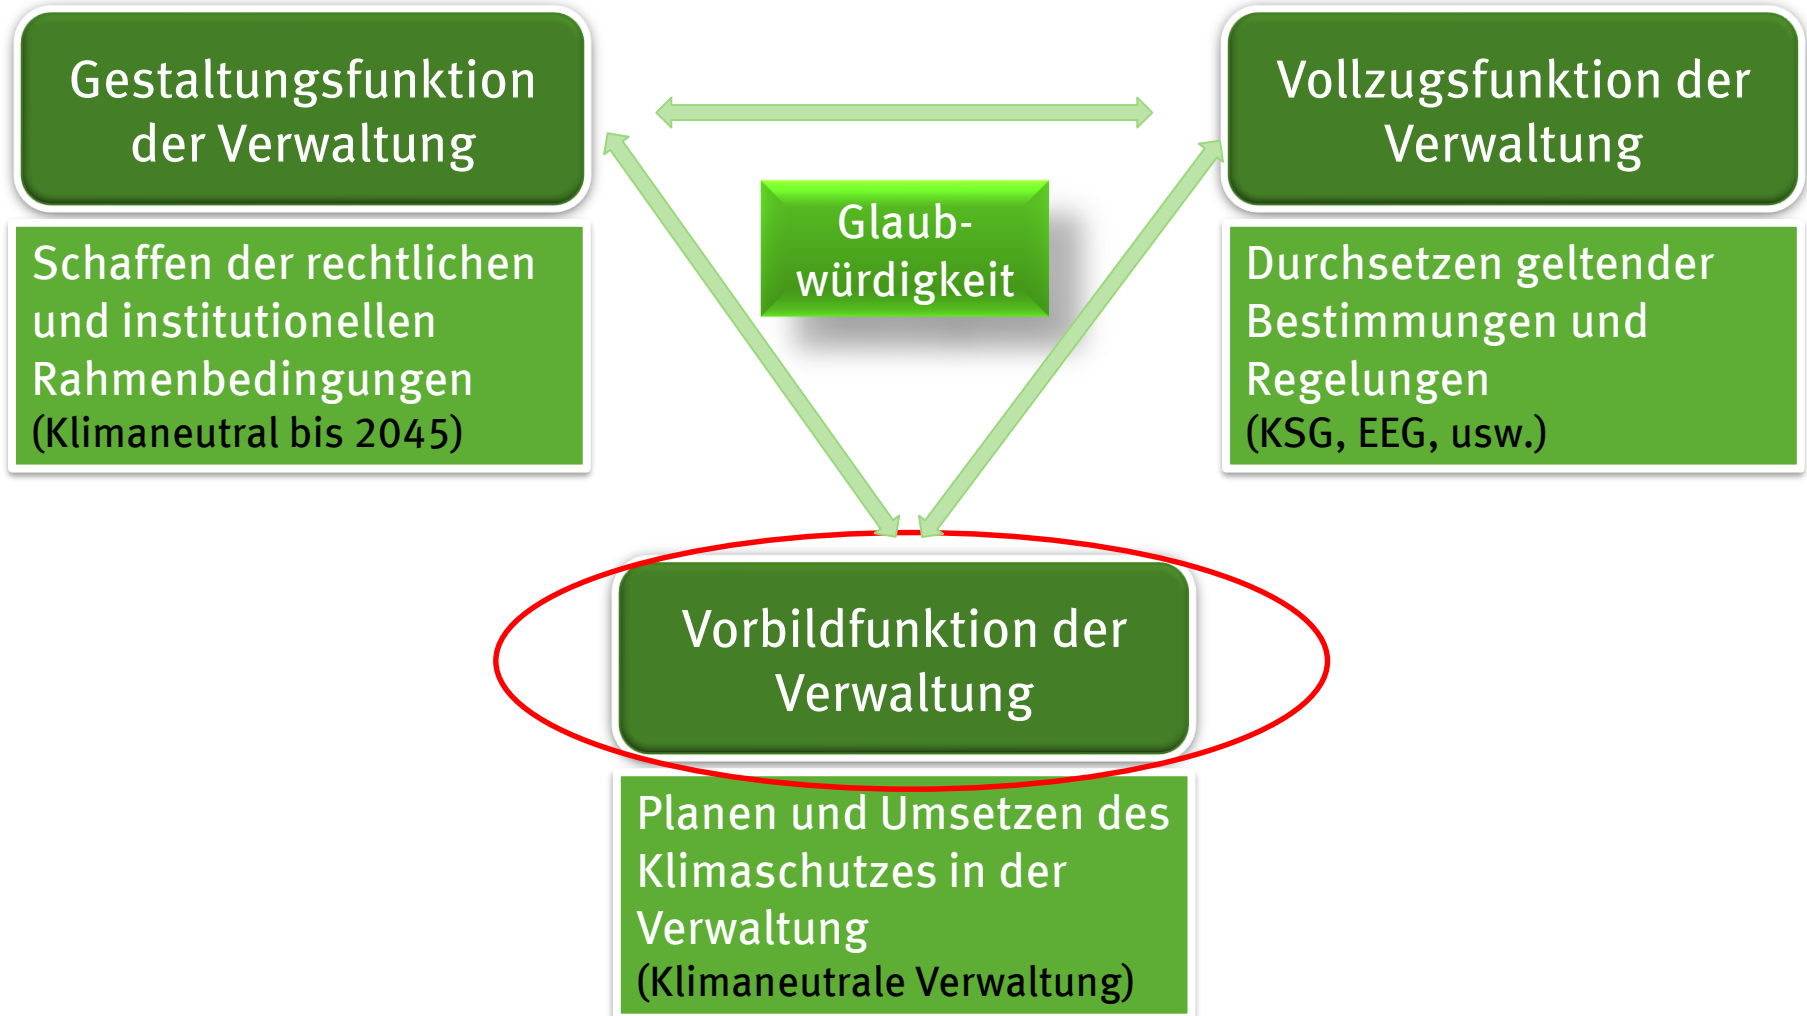 Gestaltungsfunktion
der Verwaltung
Schaffen der rechtlichen
und institutionellen
Rahmenbedingungen
(Klimaneutral bis 2045)
Glaub-
würdigkeit
Vollzugsfunktion der
Verwaltung
Durchsetzen geltender
Bestimmungen und
Regelungen
(KSG, EEG, usw.)
Vorbildfunktion der
Verwaltung
Planen und Umsetzen des
Klimaschutzes in der
Verwaltung
(Klimaneutrale Verwaltung)